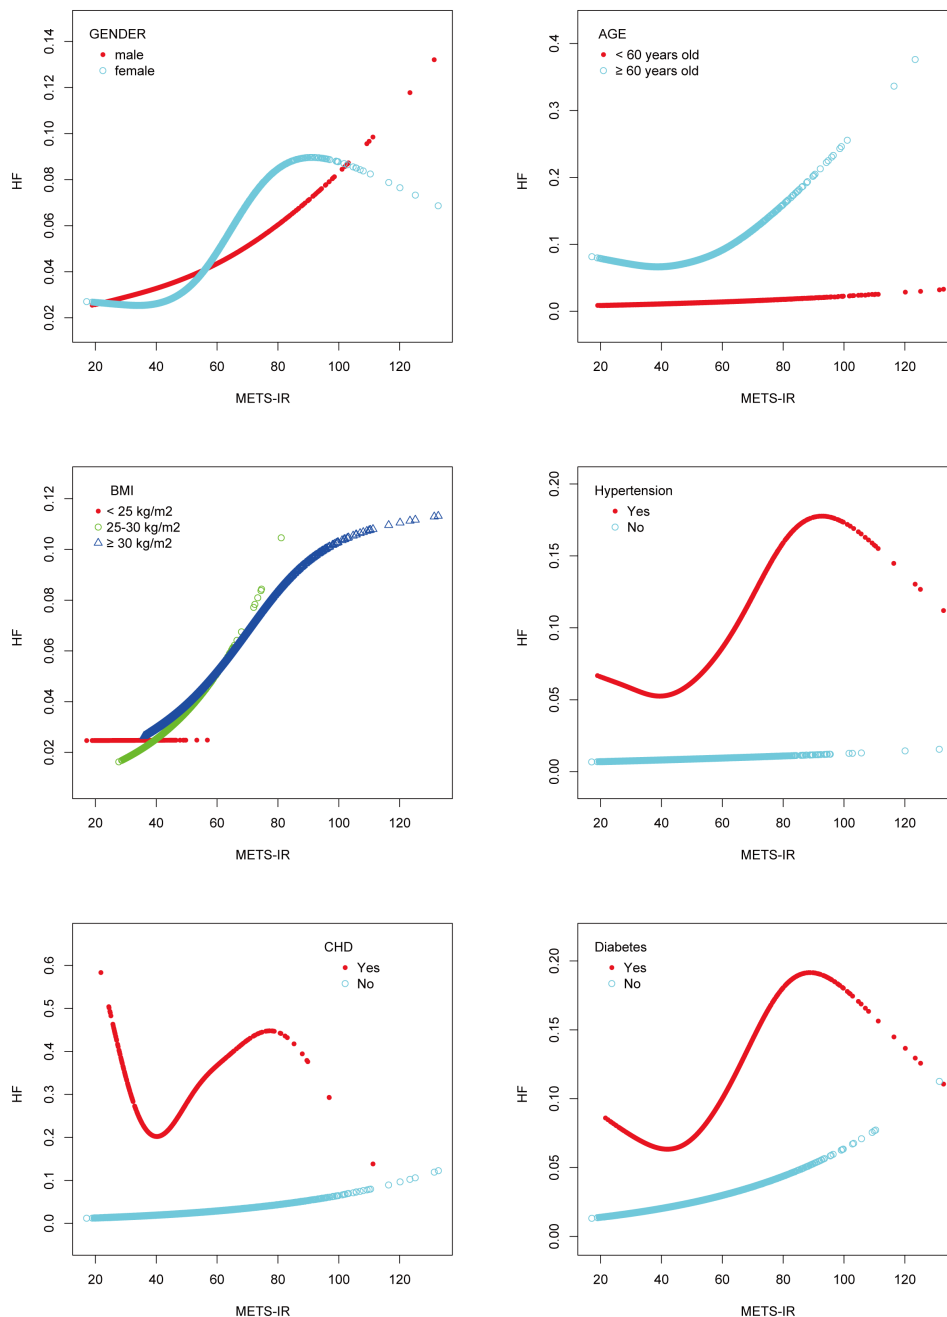 GENDER
male
female
0.02 0.04 0.06 0.08 0.10 0.12 0.14
HF
20 40 60 80 100 120
METS-IR
AGE
< 60 years old
≥ 60 years old
0.0 0.1 0.2 0.3 0.4
HF
20 40 60 80 100 120
METS-IR
BMI
< 25 kg/m2
25-30 kg/m2
≥ 30 kg/m2
0.02 0.04 0.06 0.08 0.10 0.12
HF
20 40 60 80 100 120
METS-IR
Hypertension
Yes
No
0.00 0.05 0.10 0.15 0.20
HF
20 40 60 80 100 120
METS-IR
CHD
Yes
No
0.0 0.1 0.2 0.3 0.4 0.5 0.6
HF
20 40 60 80 100 120
METS-IR
Diabetes
Yes
No
0.00 0.05 0.10 0.15 0.20
HF
20 40 60 80 100 120
METS-IR